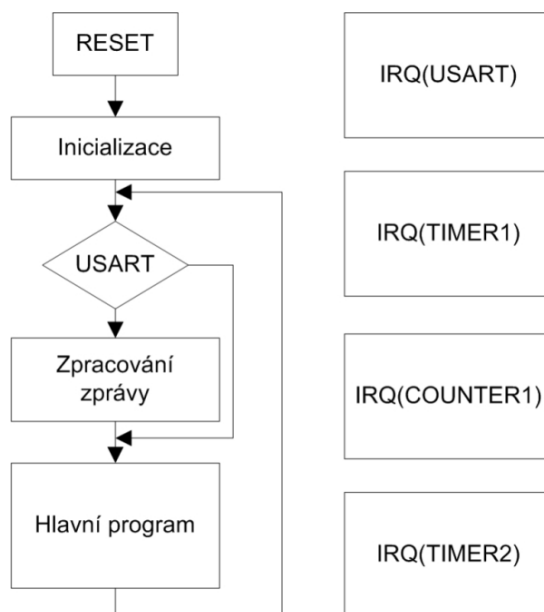 RESET
Inicializace
USART
Zpracování
zprávy
Hlavní program
IRQ(USART)
IRQ(TIMER1)
IRQ(COUNTER1)
IRQ(TIMER2)